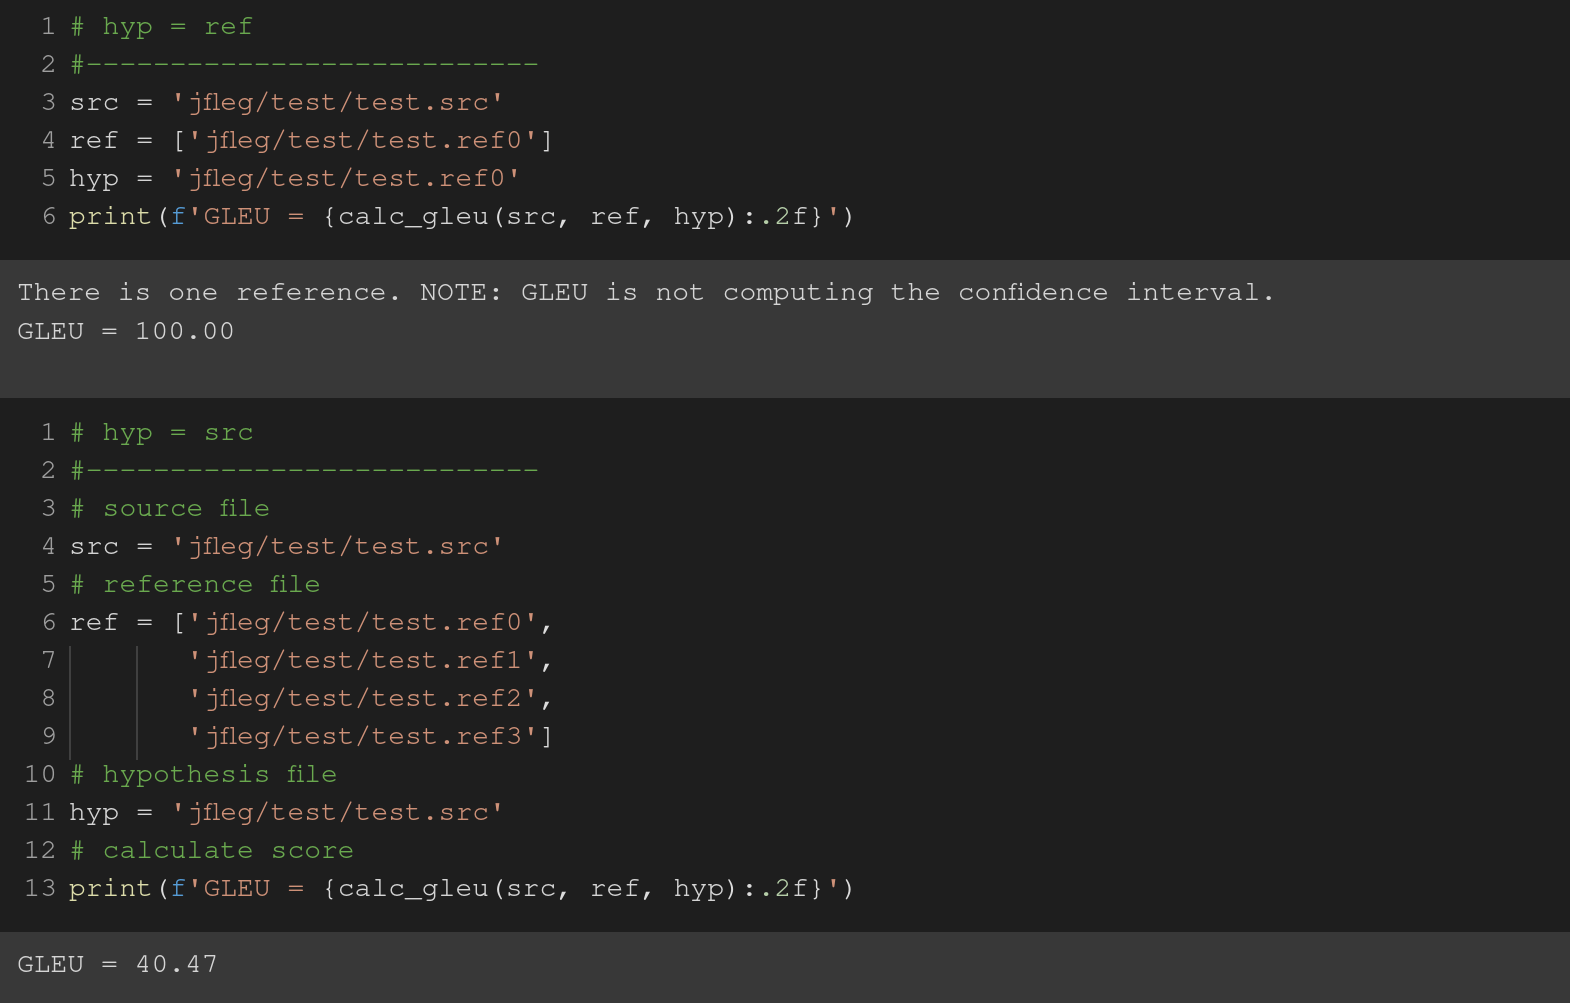 1 # hyp = ref
2 #---------------------------
3 src = 'jfleg/test/test.src'
4 ref = ['jfleg/test/test.ref0']
5 hyp = 'jfleg/test/test.ref0'
6 print(f'GLEU = {calc_gleu(src, ref, hyp):.2f}')
There is one reference. NOTE: GLEU is not computing the confidence interval.
GLEU = 100.00
1 # hyp = src
2 #---------------------------
3 # source file
4 src = 'jfleg/test/test.src'
5 # reference file
6 ref = ['jfleg/test/test.ref0',
7        'jfleg/test/test.ref1',
8        'jfleg/test/test.ref2',
9        'jfleg/test/test.ref3']
10 # hypothesis file
11 hyp = 'jfleg/test/test.src'
12 # calculate score
13 print(f'GLEU = {calc_gleu(src, ref, hyp):.2f}')
GLEU = 40.47